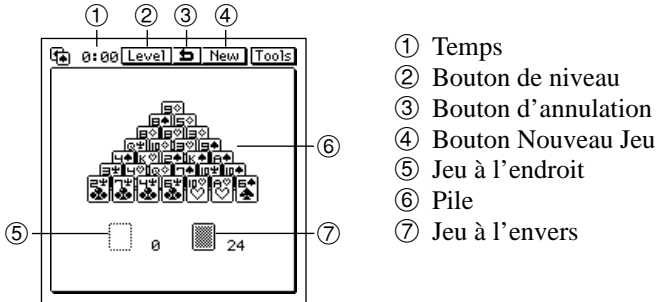 ① ② ③ ④
0:00 Level New Tools
⑥
⑤ 0 24 ⑦
① Temps
② Bouton de niveau
③ Bouton d’annulation
④ Bouton Nouveau Jeu
⑤ Jeu à l’endroit
⑥ Pile
⑦ Jeu à l’envers